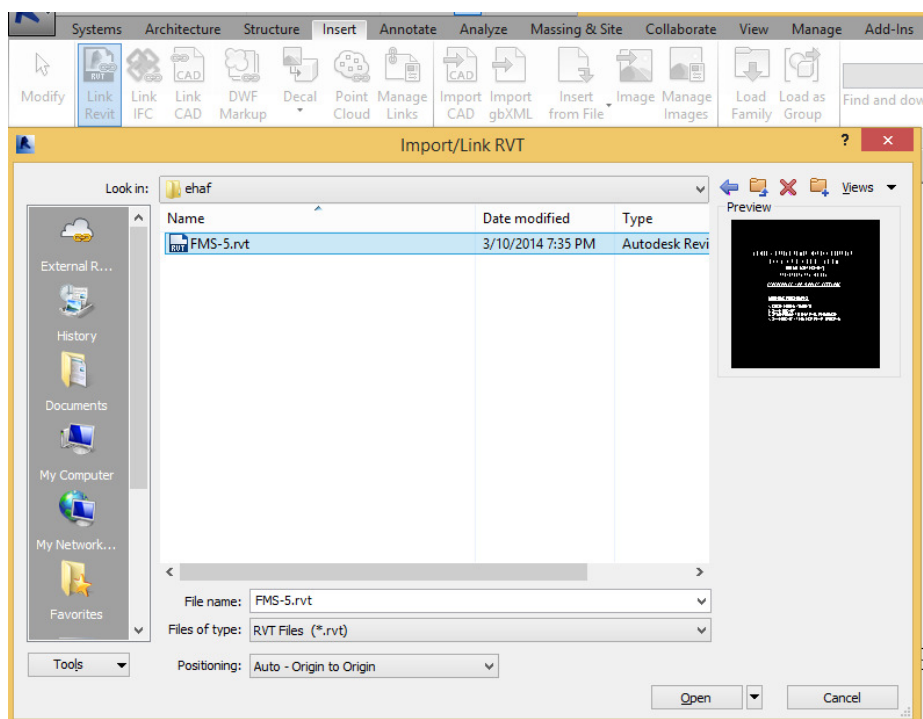 Systems Architecture Structure Insert Annotate Analyze Massing & Site Collaborate View Manage Add-Ins
RVT CAD CAD
Modify Link Link Link DWF Decal Point Manage Import Import Insert Image Manage Load Load as Find and dow
Revit IFC CAD Markup Cloud Links CAD gbXML from File Images Family Group
Import/Link RVT ?
Look in: ehaf Views
Name Date modified Type Preview
RVT FMS-5.rvt 3/10/2014 7:35 PM Autodesk Revi
External R...
History
Documents
My Computer
My Network...
Favorites
File name: FMS-5.rvt
Files of type: RVT Files (*.rvt)
Tools Positioning: Auto - Origin to Origin
Open Cancel